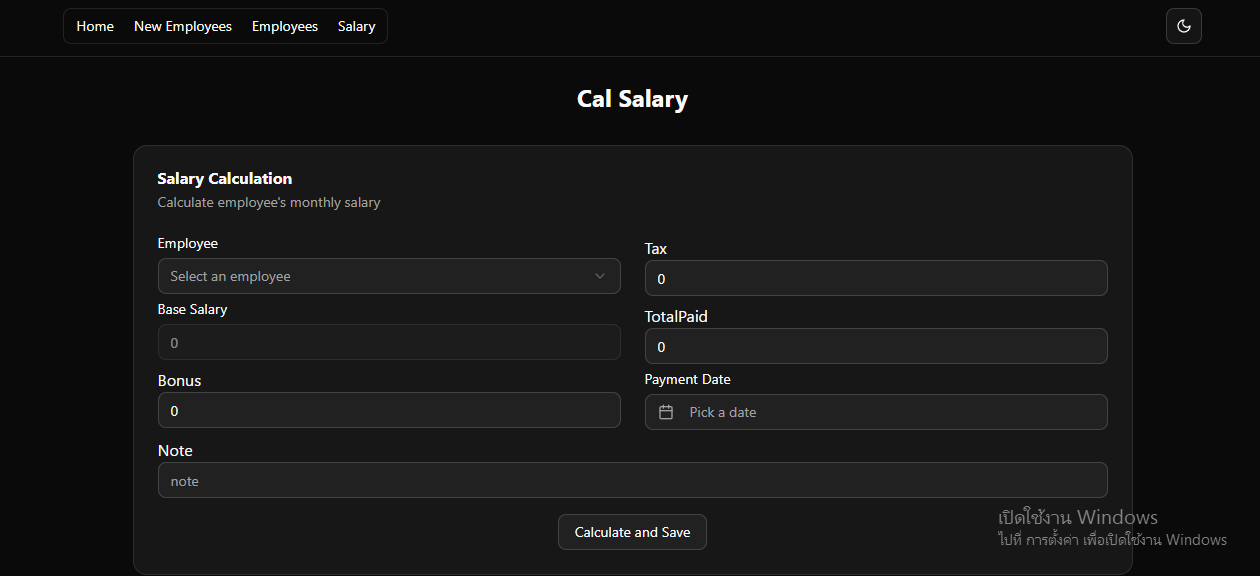 Home New Employees Employees Salary
Cal Salary
Salary Calculation
Calculate employee's monthly salary
Employee
Select an employee
Base Salary
0
Bonus
0
Tax
0
TotalPaid
0
Payment Date
Pick a date
Note
note
Calculate and Save
เปิดใช้งาน Windows
ไปที่ การตั้งค่า เพื่อเปิดใช้งาน Windows